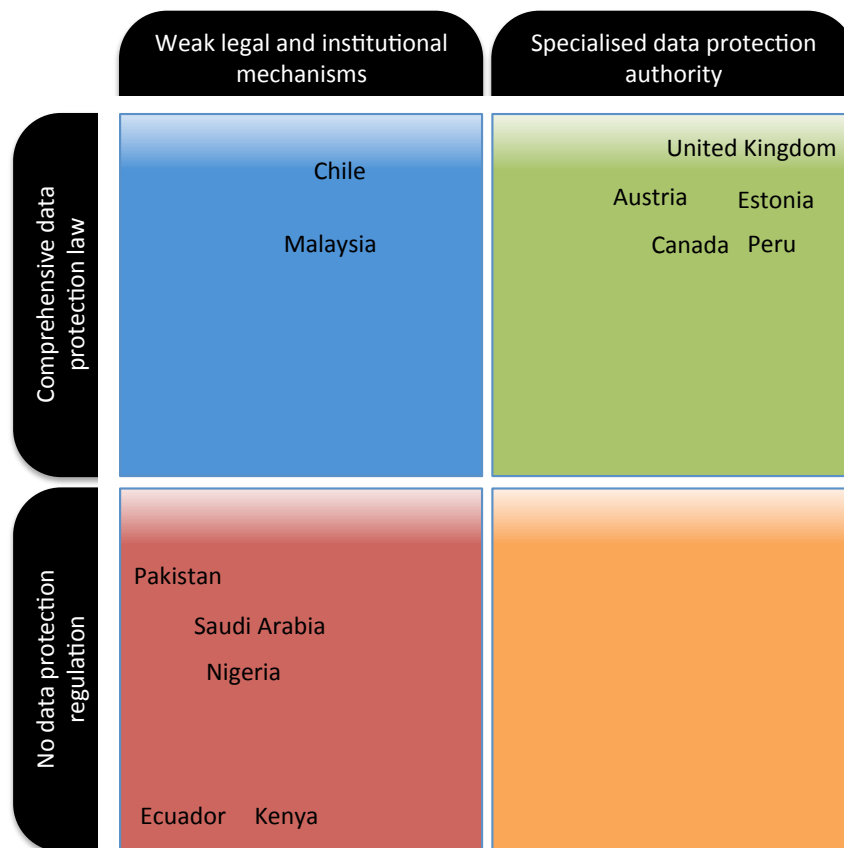 Weak legal and institutional
mechanisms
Specialised data protection
authority
Comprehensive data
protection law
Chile
Malaysia
United Kingdom
Austria
Estonia
Canada
Peru
No data protection
regulation
Pakistan
Saudi Arabia
Nigeria
Ecuador
Kenya